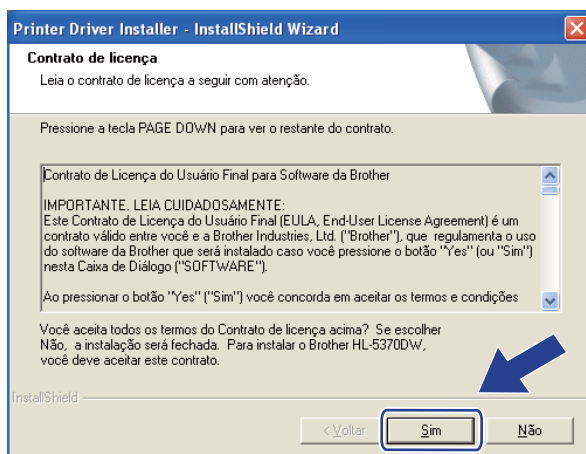 Printer Driver Installer - InstallShield Wizard
Contrato de licença
Leia o contrato de licença a seguir com atenção.
Pressione a tecla PAGE DOWN para ver o restante do contrato.
Contrato de Licença do Usuário Final para Software da Brother
IMPORTANTE. LEIA CUIDADOSAMENTE:
Este Contrato de Licença do Usuário Final (EULA, End-User License Agreement) é um
contrato válido entre você e a Brother Industries, Ltd. ("Brother"), que regulamenta o uso
do software da Brother que será instalado caso você pressione o botão "Yes" (ou "Sim")
nesta Caixa de Diálogo ("SOFTWARE").
Ao pressionar o botão "Yes" ("Sim") você concorda em aceitar os termos e condições
Você aceita todos os termos do Contrato de licença acima? Se escolher
Não, a instalação será fechada. Para instalar o Brother HL-5370DW,
você deve aceitar este contrato.
InstallShield
< Voltar Sim Não